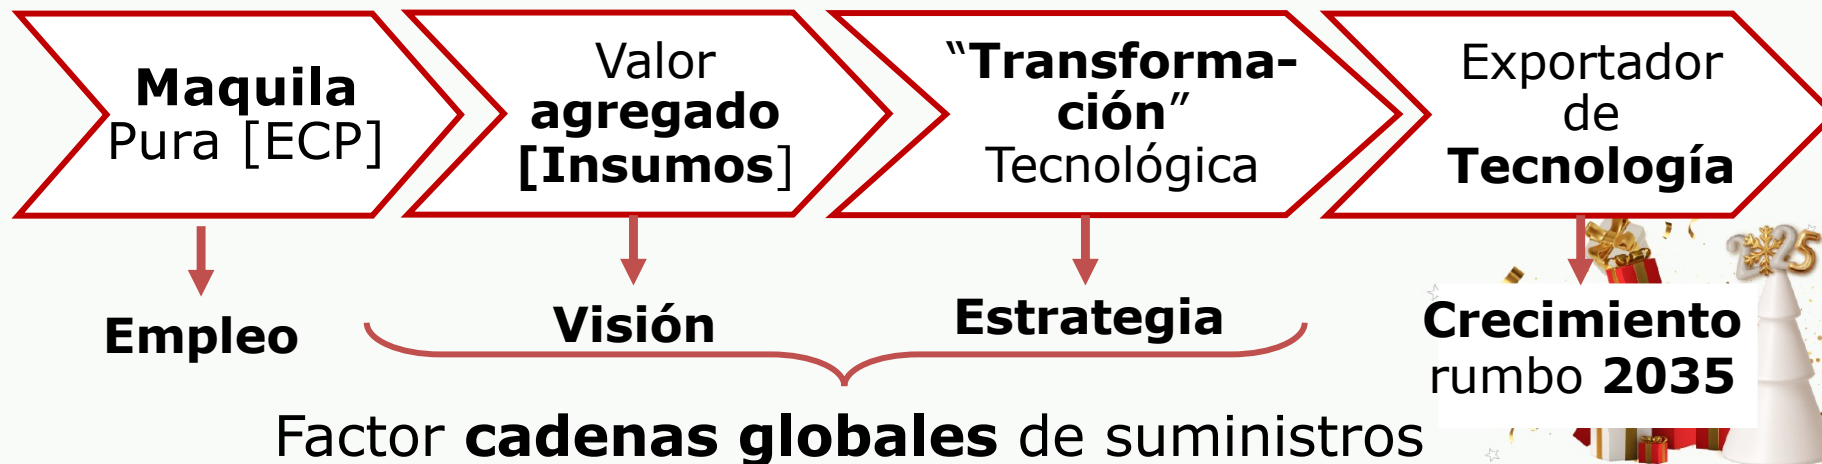 Maquila
Pura [ECP]
Valor
agregado
[Insumos]
“Transforma-
ción”
Tecnológica
Exportador
de
Tecnología
Empleo
Visión
Estrategia
Crecimiento
rumbo 2035
Factor cadenas globales de suministros
2025